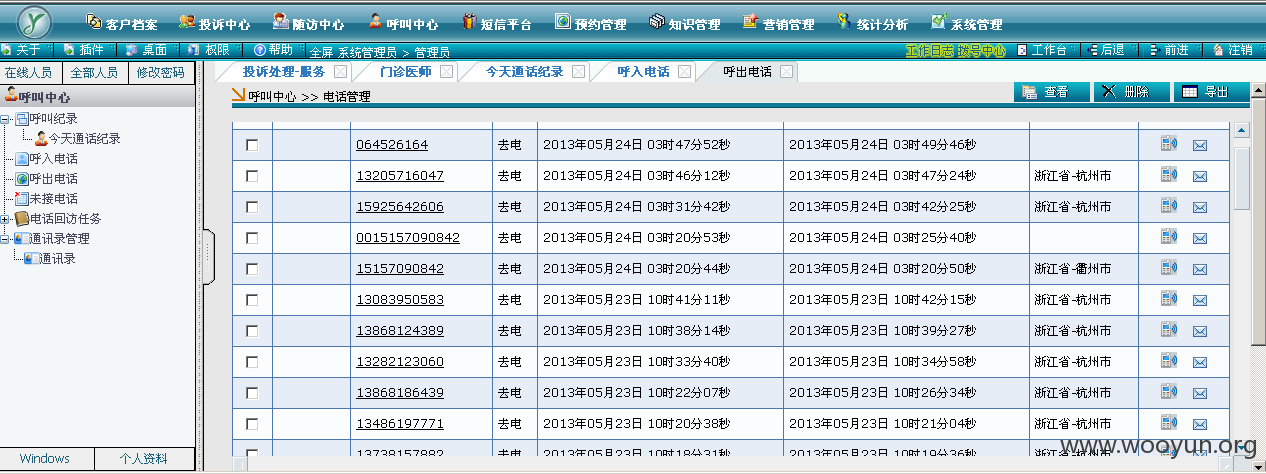 客户档案 投诉中心 随访中心 呼叫中心 短信平台 预约管理 知识管理 营销管理 统计分析 系统管理
关于 插件 桌面 权限 帮助 全屏 系统管理员 > 管理员 工作日志 拨号中心 工作台 后退 前进 注销
在线人员 全部人员 修改密码
投诉处理-服务 门诊医师 今天通话纪录 呼入电话 呼出电话
呼叫中心
呼叫中心 >> 电话管理 查看 删除 导出
呼叫纪录
今天通话纪录
呼入电话
呼出电话
未接电话
电话回访任务
通讯录管理
通讯录
064526164 去电 2013年05月24日 03时47分52秒 2013年05月24日 03时49分46秒
13205716047 去电 2013年05月24日 03时46分12秒 2013年05月24日 03时47分24秒 浙江省-杭州市
15925642606 去电 2013年05月24日 03时31分42秒 2013年05月24日 03时42分25秒 浙江省-杭州市
0015157090842 去电 2013年05月24日 03时20分53秒 2013年05月24日 03时25分40秒
15157090842 去电 2013年05月24日 03时20分44秒 2013年05月24日 03时20分50秒 浙江省-衢州市
13083950583 去电 2013年05月23日 10时41分11秒 2013年05月23日 10时42分15秒 浙江省-杭州市
13868124389 去电 2013年05月23日 10时38分14秒 2013年05月23日 10时39分27秒 浙江省-杭州市
13282123060 去电 2013年05月23日 10时33分40秒 2013年05月23日 10时34分58秒 浙江省-杭州市
13868186439 去电 2013年05月23日 10时22分07秒 2013年05月23日 10时26分34秒 浙江省-杭州市
13486197771 去电 2013年05月23日 10时20分38秒 2013年05月23日 10时21分04秒 浙江省-杭州市
13738157882 去电 2013年05月23日 10时18分31秒 2013年05月23日 10时19分36秒 浙江省-杭州市
Windows 个人资料
www.wooyun.org